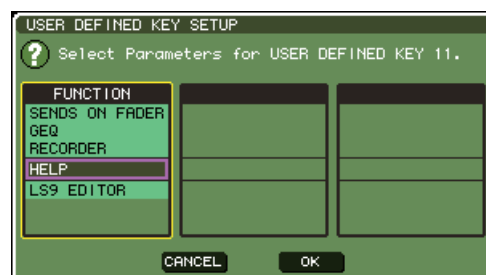 USER DEFINED KEY SETUP
? Select Parameters for USER DEFINED KEY 11.
FUNCTION
SENDS ON FADER
GEQ
RECORDER
HELP
LS9 EDITOR
CANCEL
OK